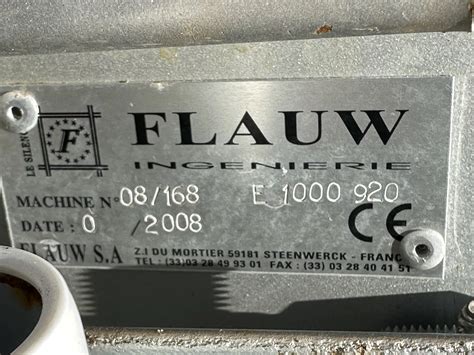 LE SILENC
F
FLAUW
INGENIERIE
MACHINE N° 08/168 E 1000 920
DATE : 0 /2008
CE
FLAUW S.A
Z.I DU MORTIER 59181 STEENWERCK - FRANC
TEL : (33) 03 28 49 93 01 FAX : (33) 03 28 40 41 51